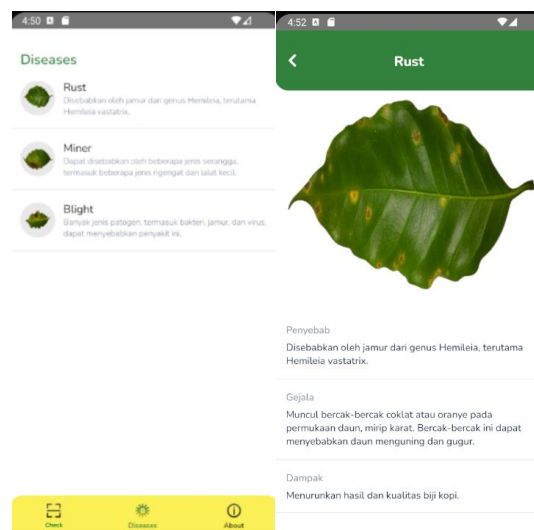 4:50
Diseases
Rust
Disebabkan oleh jamur dari genus Hemileia, terutama
Hemileia vastatrix.
Miner
Dapat disebabkan oleh beberapa jenis serangga,
termasuk beberapa jenis ngengat dan lalat kecil.
Blight
Banyak jenis patogen, termasuk bakteri, jamur, dan virus,
dapat menyebabkan penyakit ini.
Check
Diseases
About
4:52
Rust
Penyebab
Disebabkan oleh jamur dari genus Hemileia, terutama
Hemileia vastatrix.
Gejala
Muncul bercak-bercak coklat atau oranye pada
permukaan daun, mirip karat. Bercak-bercak ini dapat
menyebabkan daun menguning dan gugur.
Dampak
Menurunkan hasil dan kualitas biji kopi.